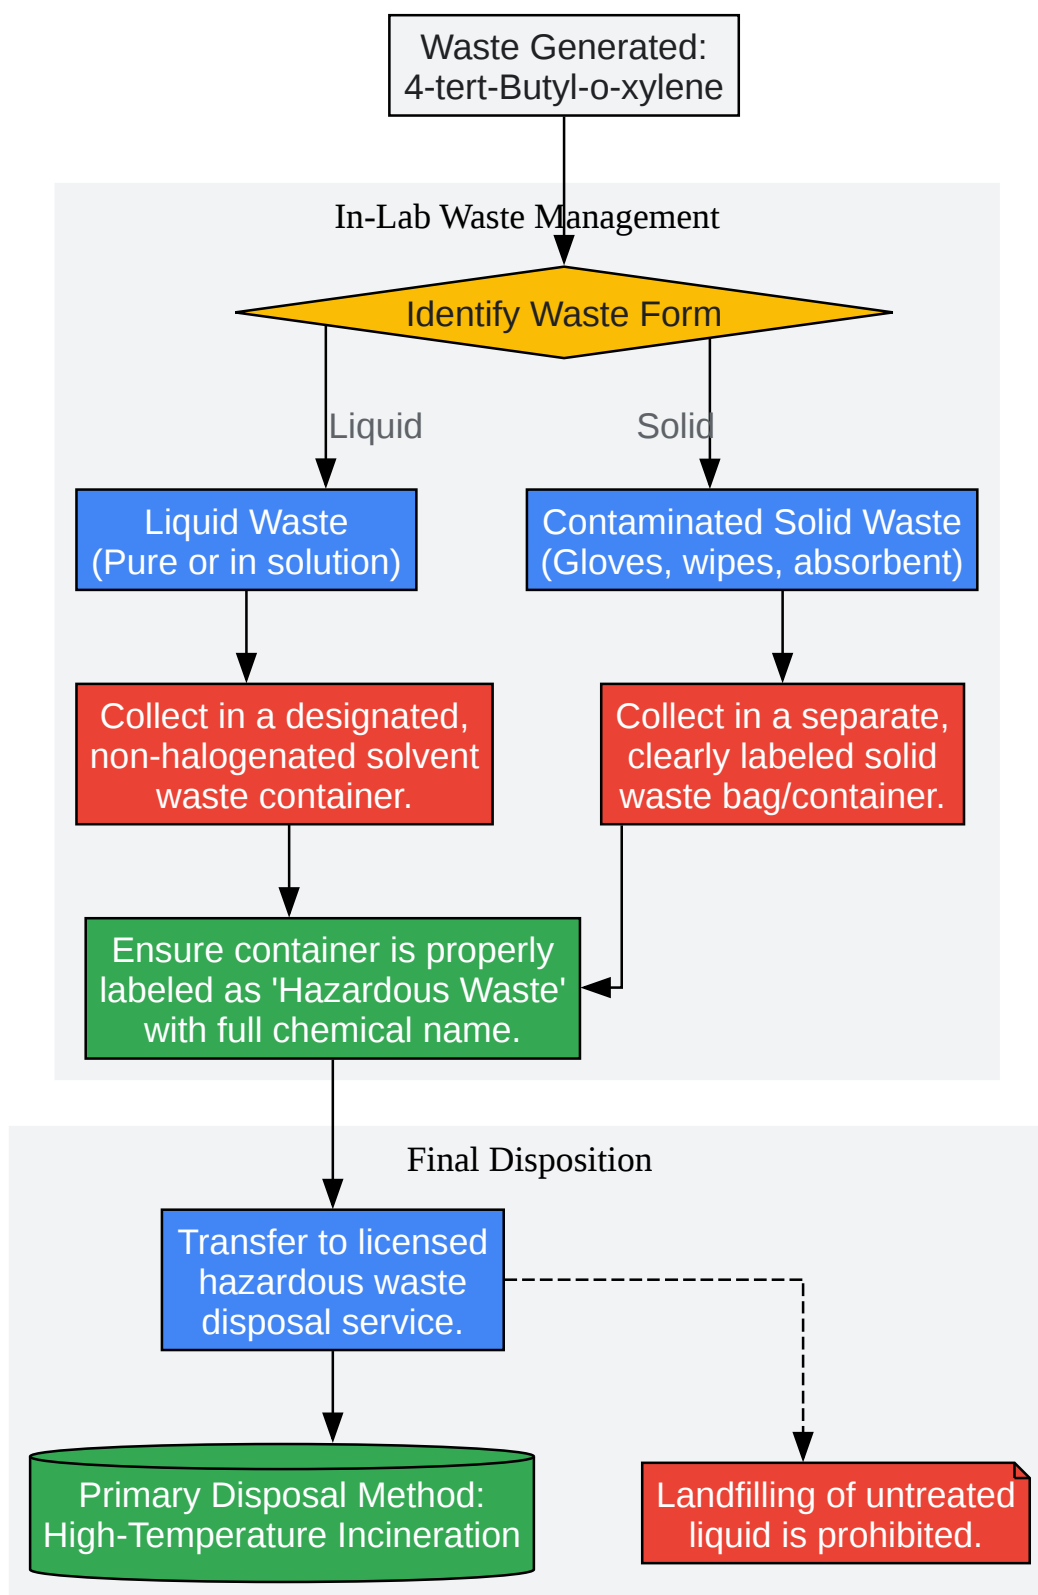 Waste Generated:
4-tert-Butyl-o-xylene
In-Lab Waste Management
Identify Waste Form
Liquid
Solid
Liquid Waste
(Pure or in solution)
Contaminated Solid Waste
(Gloves, wipes, absorbent)
Collect in a designated,
non-halogenated solvent
waste container.
Collect in a separate,
clearly labeled solid
waste bag/container.
Ensure container is properly
labeled as 'Hazardous Waste'
with full chemical name.
Final Disposition
Transfer to licensed
hazardous waste
disposal service.
Primary Disposal Method:
High-Temperature Incineration
Landfilling of untreated
liquid is prohibited.